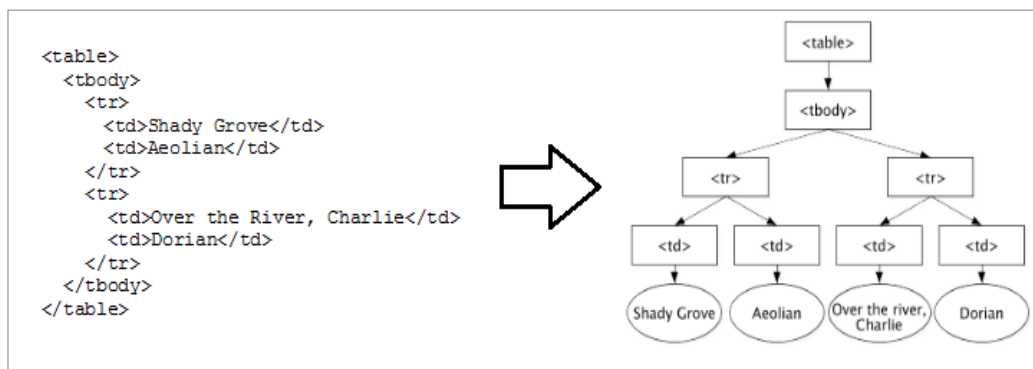 <table>
<tbody>
<tr>
<td>Shady Grove</td>
<td>Aeolian</td>
</tr>
<tr>
<td>Over the River, Charlie</td>
<td>Dorian</td>
</tr>
</tbody>
</table>
<table>
<tbody>
<tr> <tr>
<td> <td> <td> <td>
Shady Grove Aeolian Over the river, Dorian
Charlie